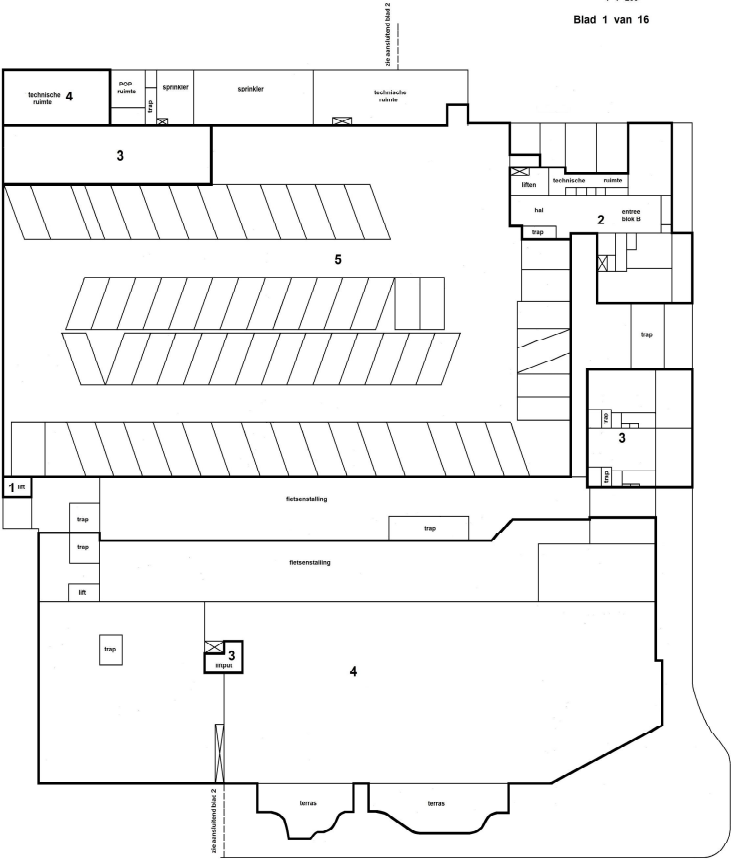 Blad 1 van 16
zie aansluitend blad 2
technische
ruimte
4
POP
ruimte
trap
sprinkler
sprinkler
technische
ruimte
3
liften
technische ruimte
hal
2
entree
blok B
trap
5
trap
trap
3
trap
1 lift
fietsenstalling
trap
trap
trap
fietsenstalling
lift
trap
3
liftput
4
terras
terras
zie aansluitend blad 2